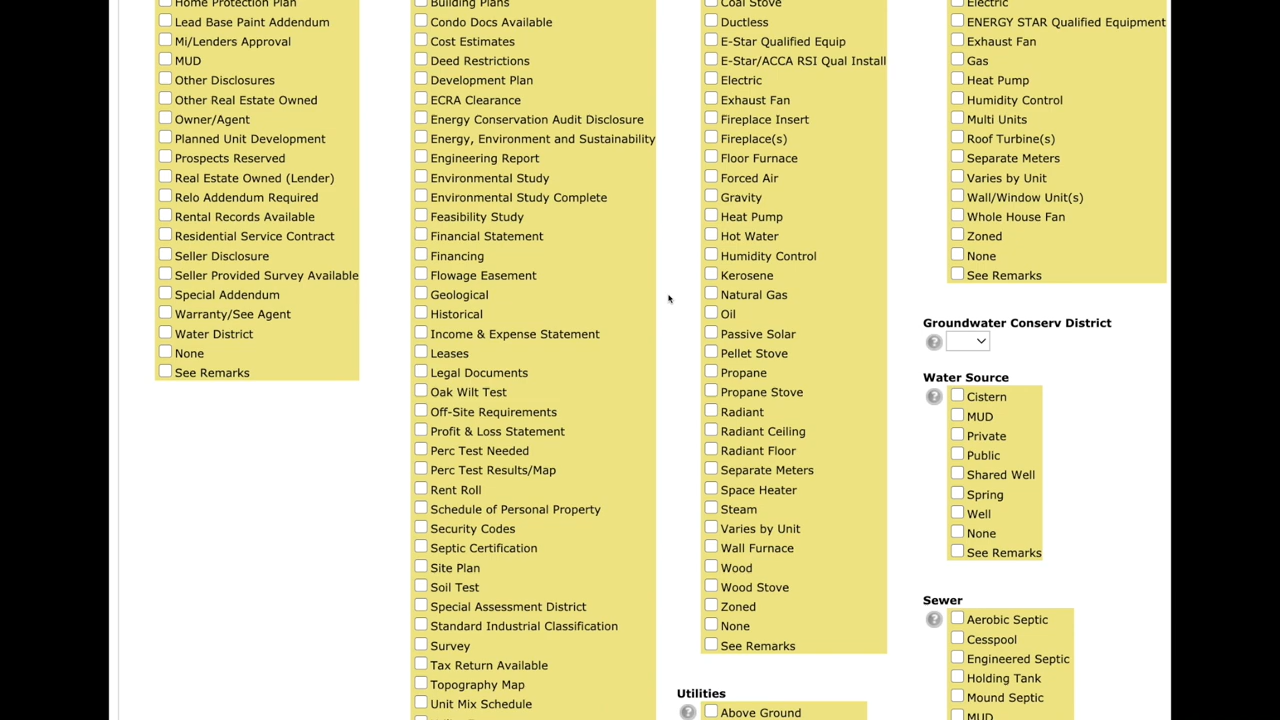 Home Protection Plan
Lead Base Paint Addendum
Mi/Lenders Approval
MUD
Other Disclosures
Other Real Estate Owned
Owner/Agent
Planned Unit Development
Prospects Reserved
Real Estate Owned (Lender)
Relo Addendum Required
Rental Records Available
Residential Service Contract
Seller Disclosure
Seller Provided Survey Available
Special Addendum
Warranty/See Agent
Water District
None
See Remarks
Building Plans
Condo Docs Available
Cost Estimates
Deed Restrictions
Development Plan
ECRA Clearance
Energy Conservation Audit Disclosure
Energy, Environment and Sustainability
Engineering Report
Environmental Study
Environmental Study Complete
Feasibility Study
Financial Statement
Financing
Flowage Easement
Geological
Historical
Income & Expense Statement
Leases
Legal Documents
Oak Wilt Test
Off-Site Requirements
Profit & Loss Statement
Perc Test Needed
Perc Test Results/Map
Rent Roll
Schedule of Personal Property
Security Codes
Septic Certification
Site Plan
Soil Test
Special Assessment District
Standard Industrial Classification
Survey
Tax Return Available
Topography Map
Unit Mix Schedule
Coal Stove
Ductless
E-Star Qualified Equip
E-Star/ACCA RSI Qual Install
Electric
Exhaust Fan
Fireplace Insert
Fireplace(s)
Floor Furnace
Forced Air
Gravity
Heat Pump
Hot Water
Humidity Control
Kerosene
Natural Gas
Oil
Passive Solar
Pellet Stove
Propane
Propane Stove
Radiant
Radiant Ceiling
Radiant Floor
Separate Meters
Space Heater
Steam
Varies by Unit
Wall Furnace
Wood
Wood Stove
Zoned
None
See Remarks
Utilities
? Above Ground
Electric
ENERGY STAR Qualified Equipment
Exhaust Fan
Gas
Heat Pump
Humidity Control
Multi Units
Roof Turbine(s)
Separate Meters
Varies by Unit
Wall/Window Unit(s)
Whole House Fan
Zoned
None
See Remarks
Groundwater Conserv District
?
Water Source
? Cistern
MUD
Private
Public
Shared Well
Spring
Well
None
See Remarks
Sewer
? Aerobic Septic
Cesspool
Engineered Septic
Holding Tank
Mound Septic
MUD